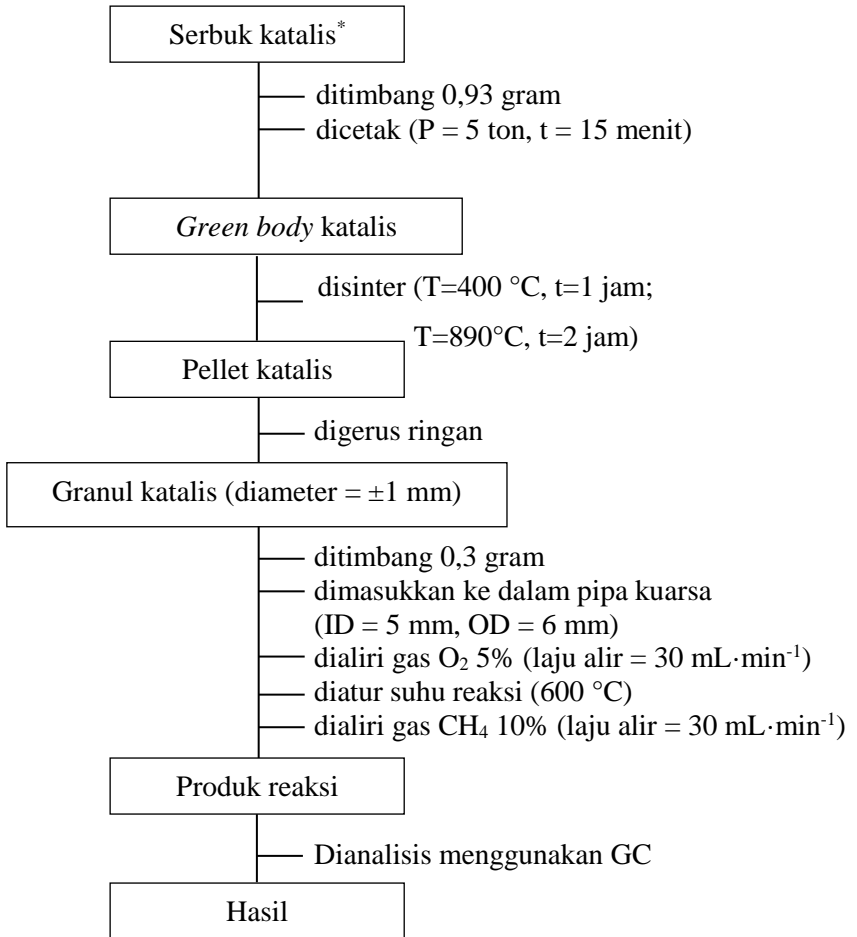 Serbuk katalis*
ditimbang 0,93 gram
dicetak (P = 5 ton, t = 15 menit)
Green body katalis
disinter (T=400 °C, t=1 jam;
T=890°C, t=2 jam)
Pellet katalis
digerus ringan
Granul katalis (diameter = ±1 mm)
ditimbang 0,3 gram
dimasukkan ke dalam pipa kuarsa
(ID = 5 mm, OD = 6 mm)
dialiri gas O₂ 5% (laju alir = 30 mL·min⁻¹)
diatur suhu reaksi (600 °C)
dialiri gas CH₄ 10% (laju alir = 30 mL·min⁻¹)
Produk reaksi
Dianalisis menggunakan GC
Hasil